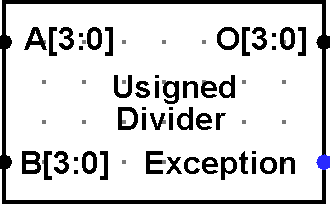 A[3:0] O[3:0]
Usigned
Divider
B[3:0] Exception